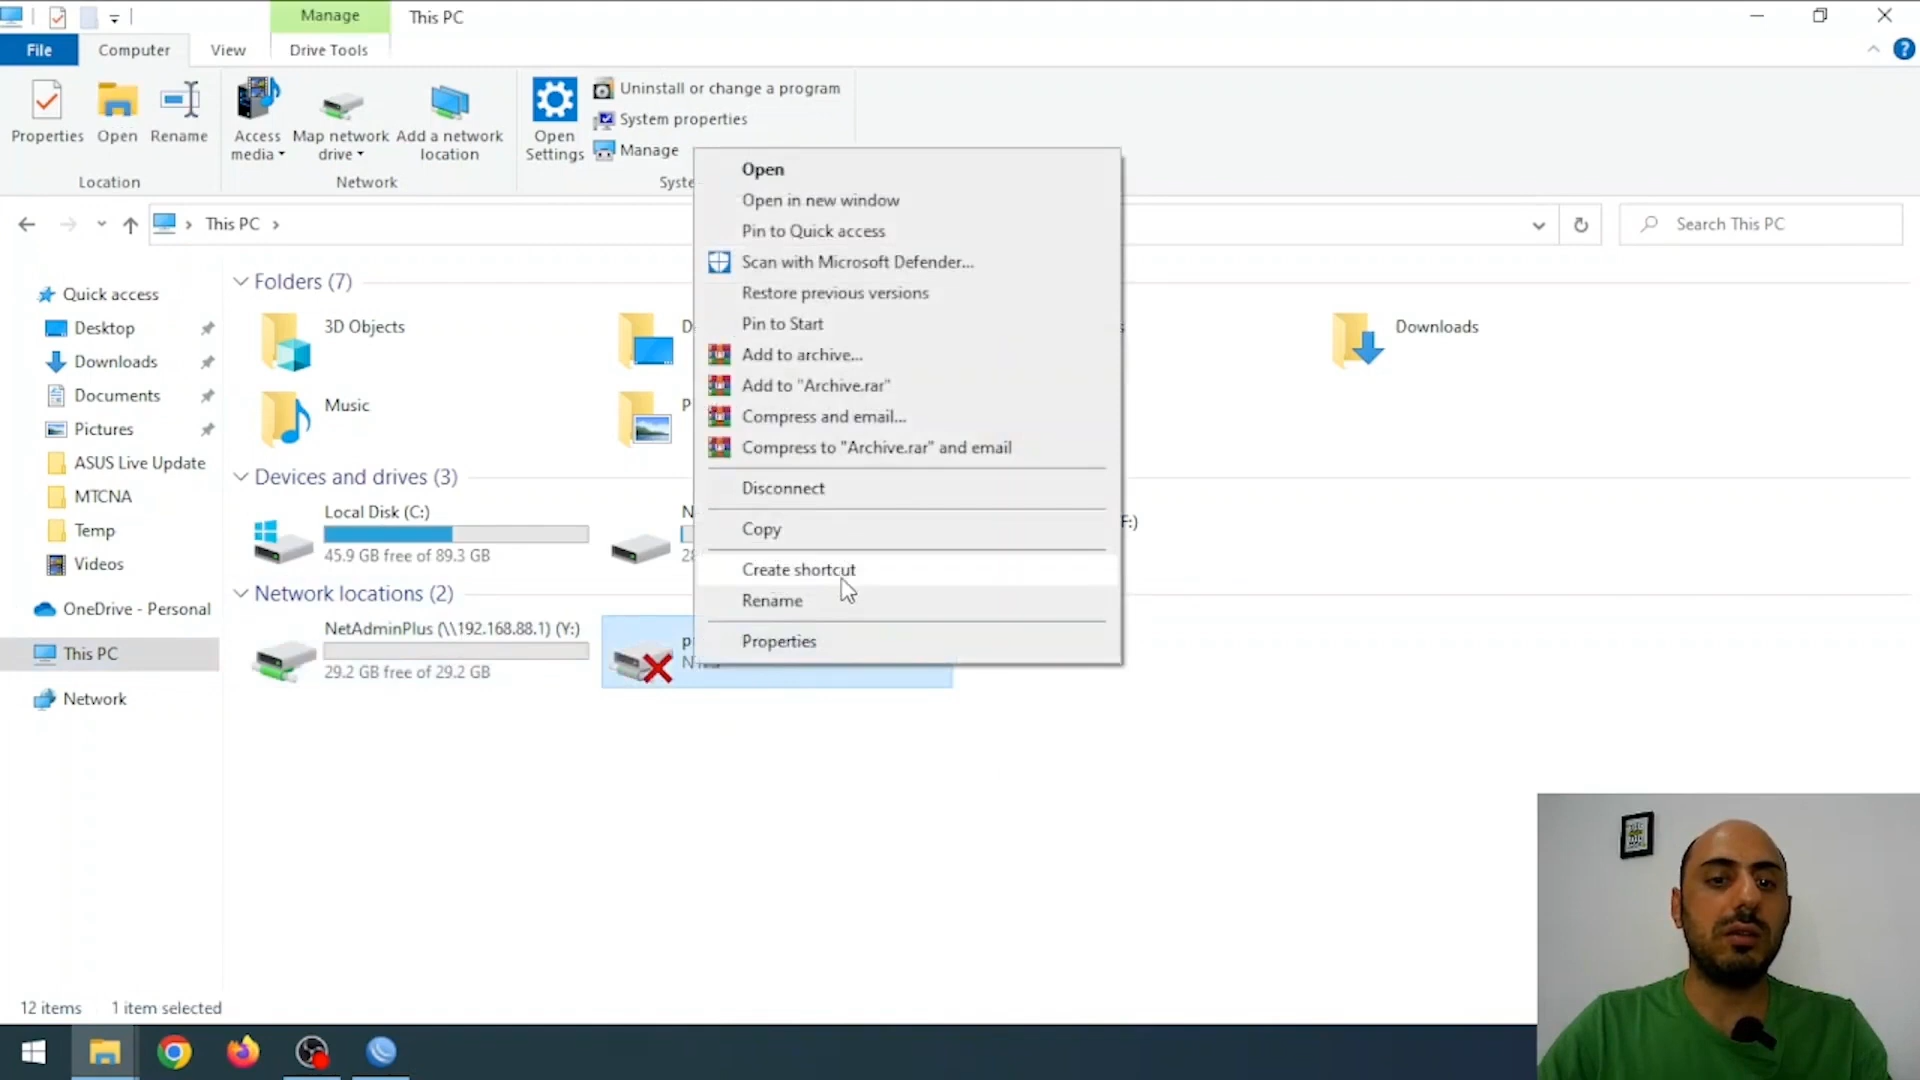 Manage
This PC
File
Computer
View
Drive Tools
Properties
Open
Rename
Access media
Map network drive
Add a network location
Open Settings
Uninstall or change a program
System properties
Manage
Location
Network
Syste
This PC
Search This PC
Open
Open in new window
Pin to Quick access
Scan with Microsoft Defender...
Restore previous versions
Pin to Start
Add to archive...
Add to "Archive.rar"
Compress and email...
Compress to "Archive.rar" and email
Disconnect
Copy
Create shortcut
Rename
Properties
Quick access
Desktop
Downloads
Documents
Pictures
ASUS Live Update
MTCNA
Temp
Videos
OneDrive - Personal
This PC
Network
Folders (7)
3D Objects
D
Downloads
Music
P
Devices and drives (3)
Local Disk (C:)
45.9 GB free of 89.3 GB
N
28
F:)
Network locations (2)
NetAdminPlus (\\192.168.88.1) (Y:)
29.2 GB free of 29.2 GB
12 items
1 item selected